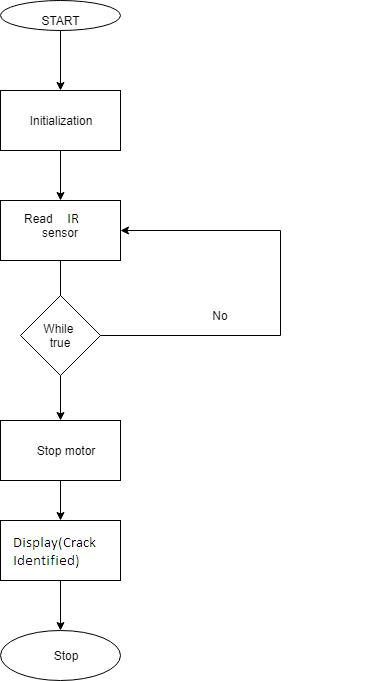 START
Initialization
Read IR
sensor
While
true
No
Stop motor
Display(Crack
Identified)
Stop